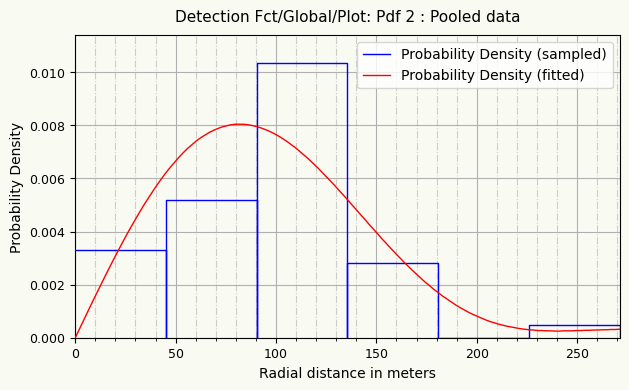 Detection Fct/Global/Plot: Pdf 2 : Pooled data
Probability Density (sampled)
Probability Density (fitted)
Probability Density
0.010
0.008
0.006
0.004
0.002
0.000
0 50 100 150 200 250
Radial distance in meters